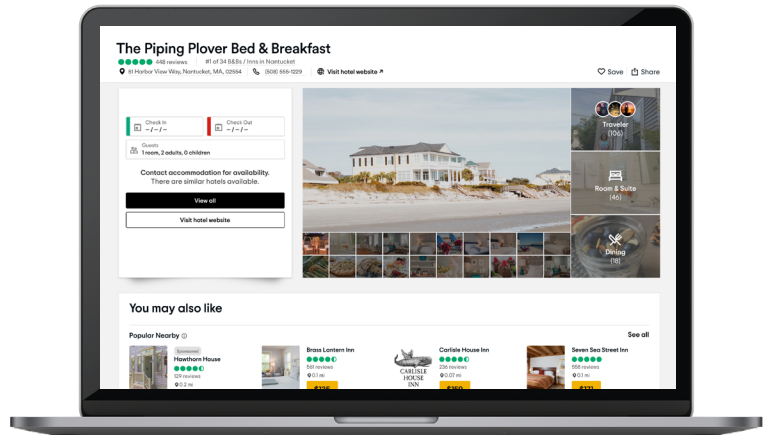 The Piping Plover Bed & Breakfast
448 reviews
#1 of 34 B&Bs / Inns in Nantucket
51 Harbor View Way, Nantucket, MA, 02554
(508) 555-1229
Visit hotel website
Save
Share
Check In
– / – / –
Check Out
– / – / –
Guests
1 room, 2 adults, 0 children
Contact accommodation for availability.
There are similar hotels available.
View all
Visit hotel website
Traveler
(106)
Room & Suite
(46)
Dining
(18)
You may also like
Popular Nearby
See all
Sponsored
Hawthorn House
129 reviews
0.2 mi
Brass Lantern Inn
561 reviews
0.1 mi
CARLISLE
HOUSE
INN
Carlisle House Inn
236 reviews
0.07 mi
Seven Sea Street Inn
558 reviews
0.1 mi